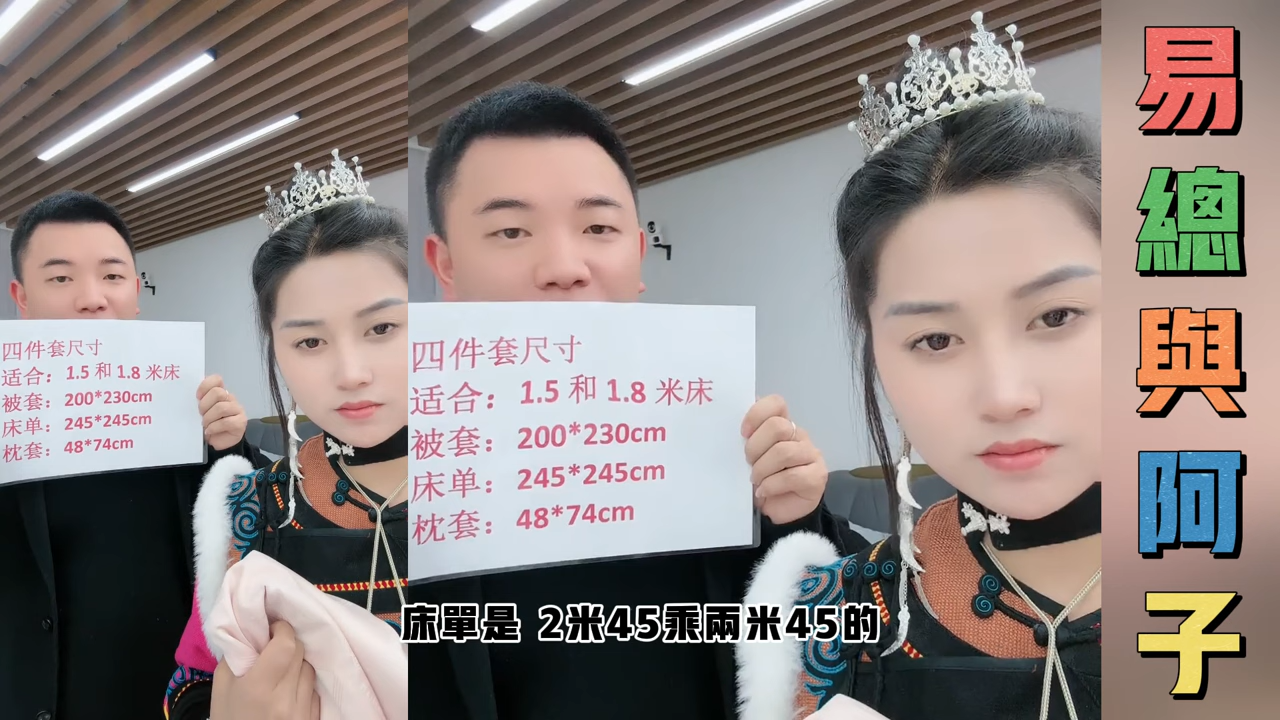 四件套尺寸
适合：1.5 和 1.8 米床
被套：200*230cm
床单：245*245cm
枕套：48*74cm
四件套尺寸
适合：1.5 和 1.8 米床
被套：200*230cm
床单：245*245cm
枕套：48*74cm
床單是 2米45乘兩米45的
易總與阿子